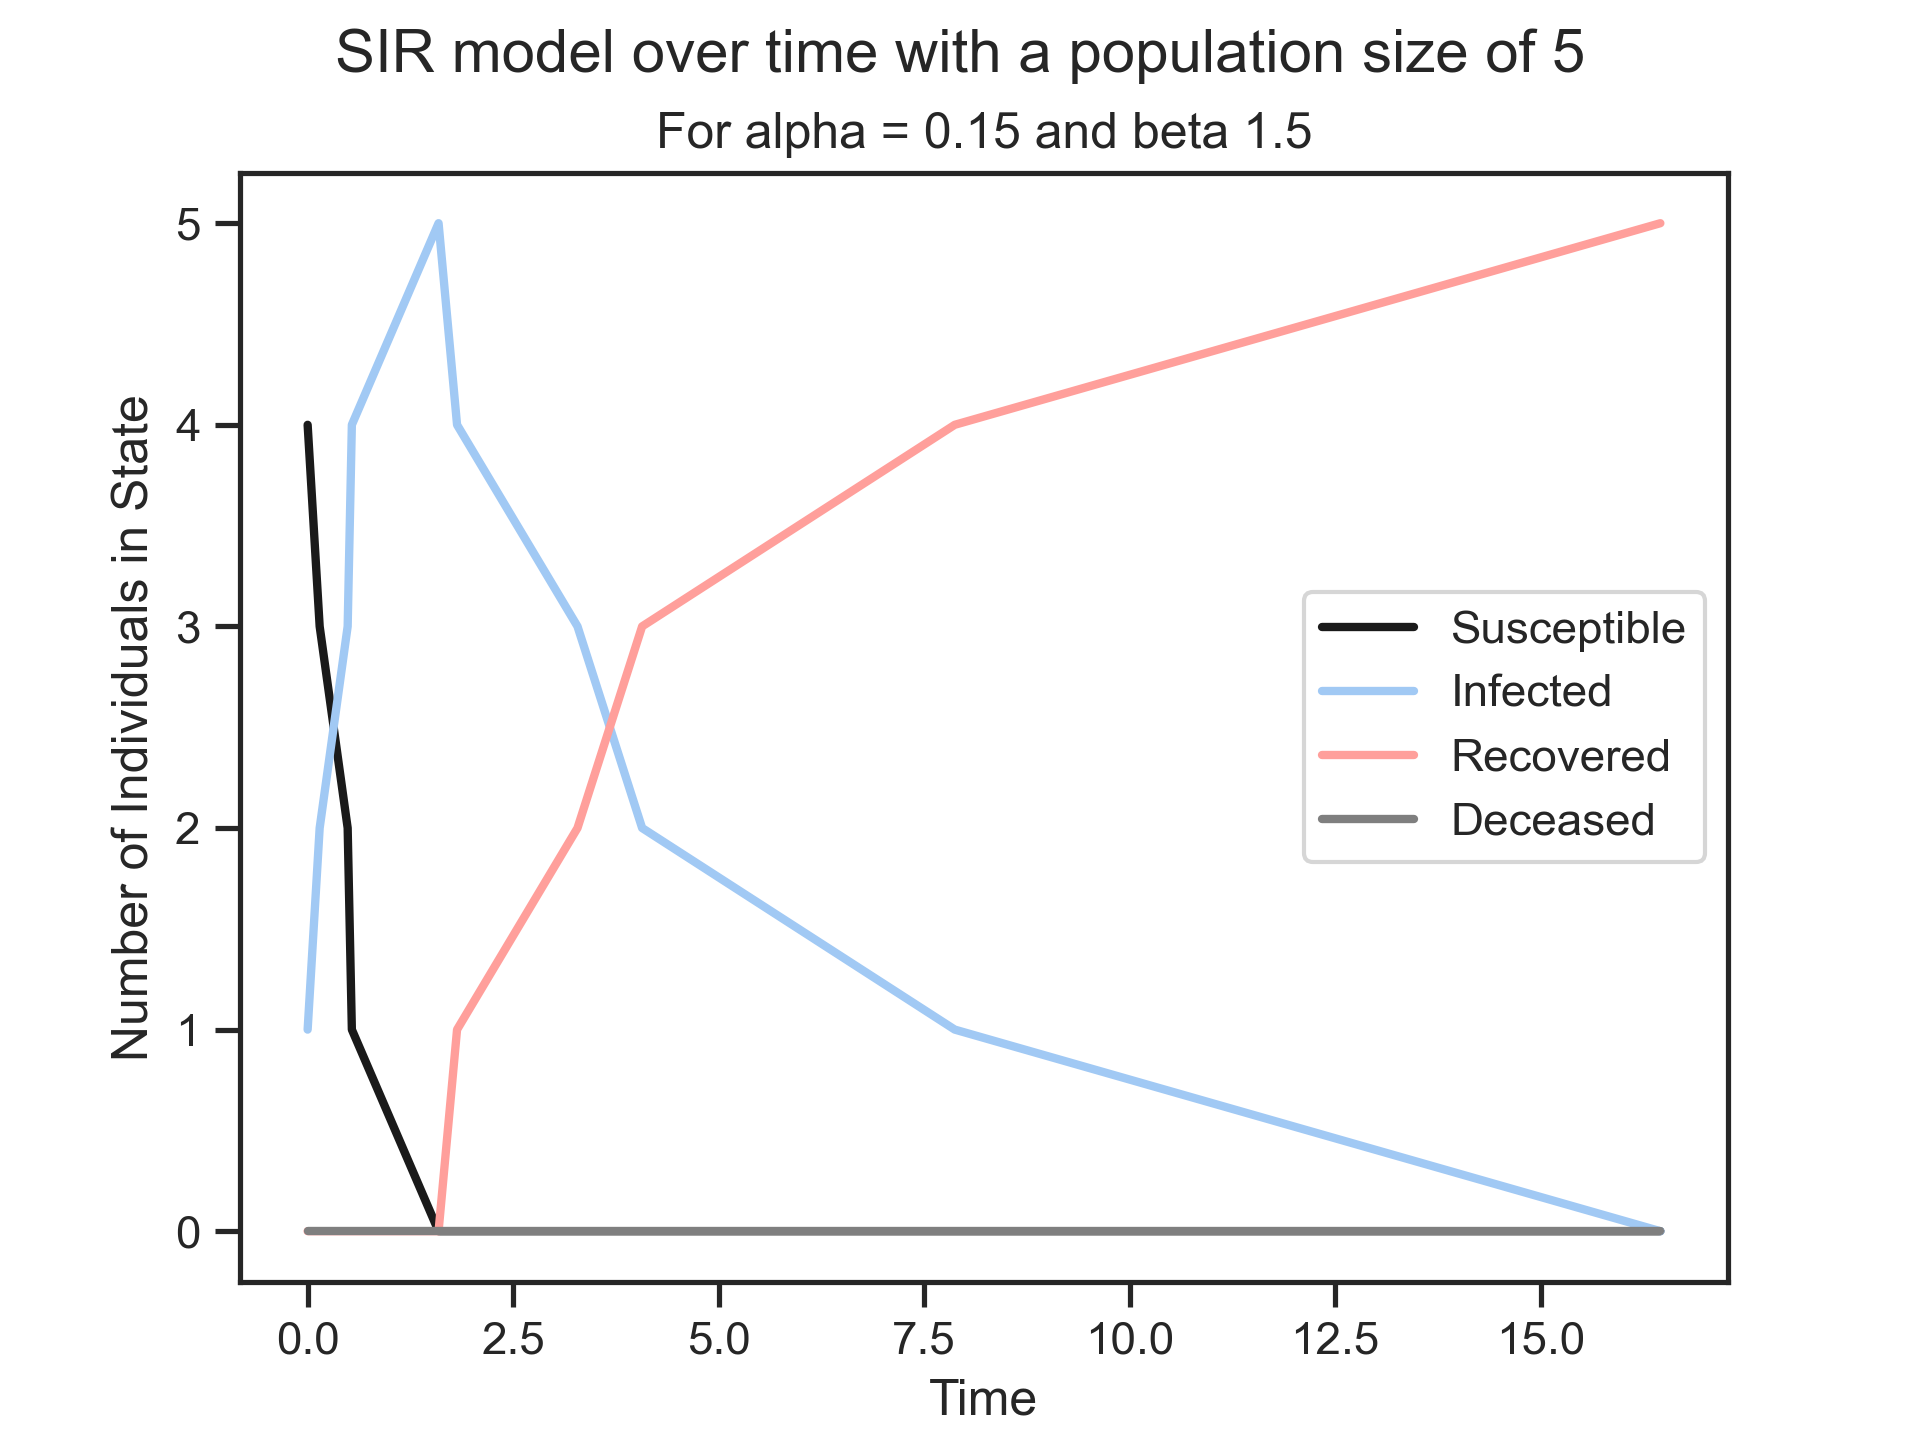 SIR model over time with a population size of 5
For alpha = 0.15 and beta 1.5
Number of Individuals in State
5
4
3
2
1
0
Susceptible
Infected
Recovered
Deceased
0.0 2.5 5.0 7.5 10.0 12.5 15.0
Time